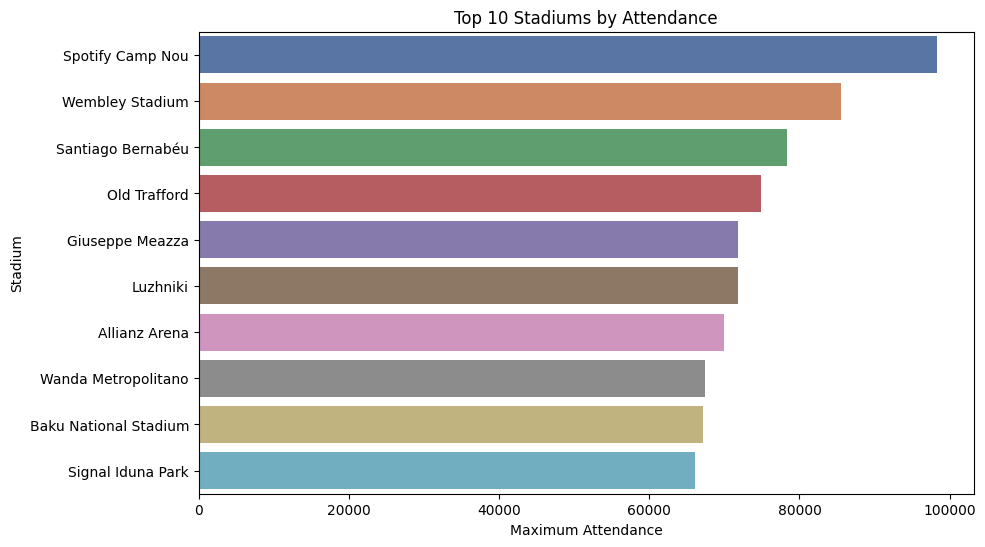 Top 10 Stadiums by Attendance
Stadium
Spotify Camp Nou
Wembley Stadium
Santiago Bernabéu
Old Trafford
Giuseppe Meazza
Luzhniki
Allianz Arena
Wanda Metropolitano
Baku National Stadium
Signal Iduna Park
0 20000 40000 60000 80000 100000
Maximum Attendance